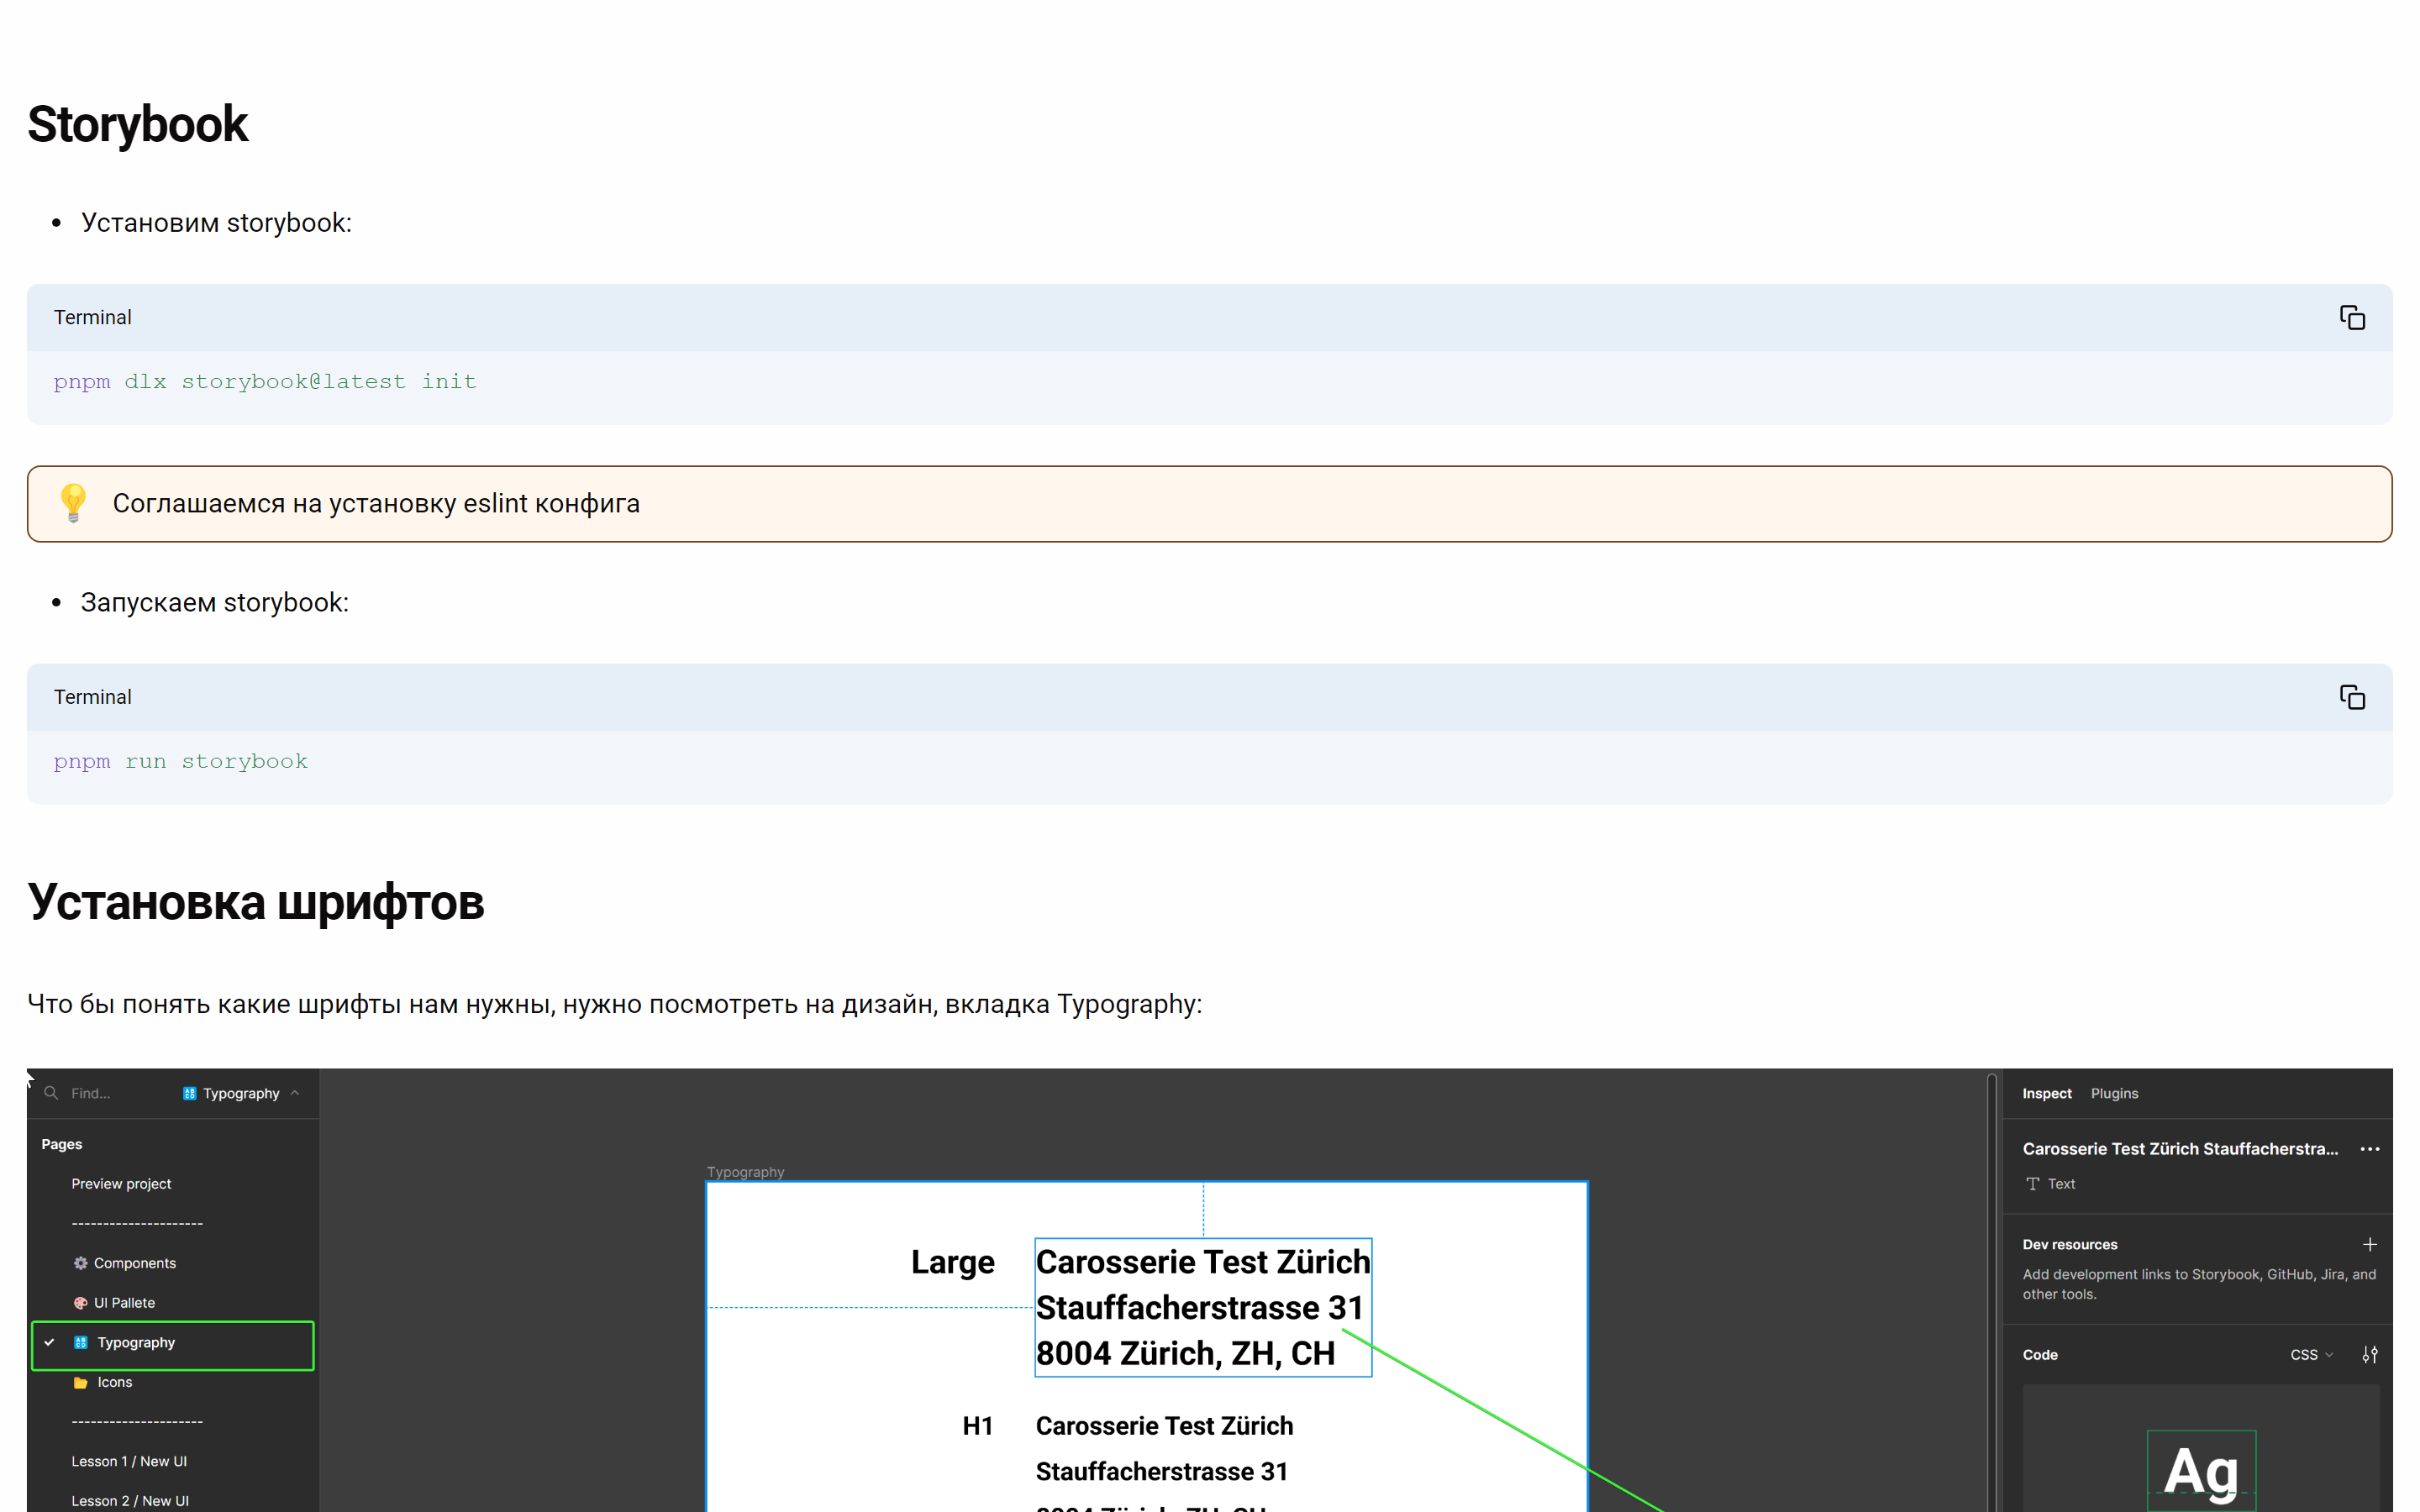 Storybook
Установим storybook:
Terminal
pnpm dlx storybook@latest init
Соглашаемся на установку eslint конфига
Запускаем storybook:
Terminal
pnpm run storybook
Установка шрифтов
Что бы понять какие шрифты нам нужны, нужно посмотреть на дизайн, вкладка Typography:
Find...
Typography
Pages
Preview project
---------------------
Components
UI Pallete
Typography
Icons
---------------------
Lesson 1 / New UI
Lesson 2 / New UI
Typography
Large
Carosserie Test Zürich
Stauffacherstrasse 31
8004 Zürich, ZH, CH
H1
Carosserie Test Zürich
Stauffacherstrasse 31
8004 Zürich, ZH, CH
Inspect Plugins
Carosserie Test Zürich Stauffacherstra...
Text
Dev resources
Add development links to Storybook, GitHub, Jira, and
other tools.
Code
CSS
Ag